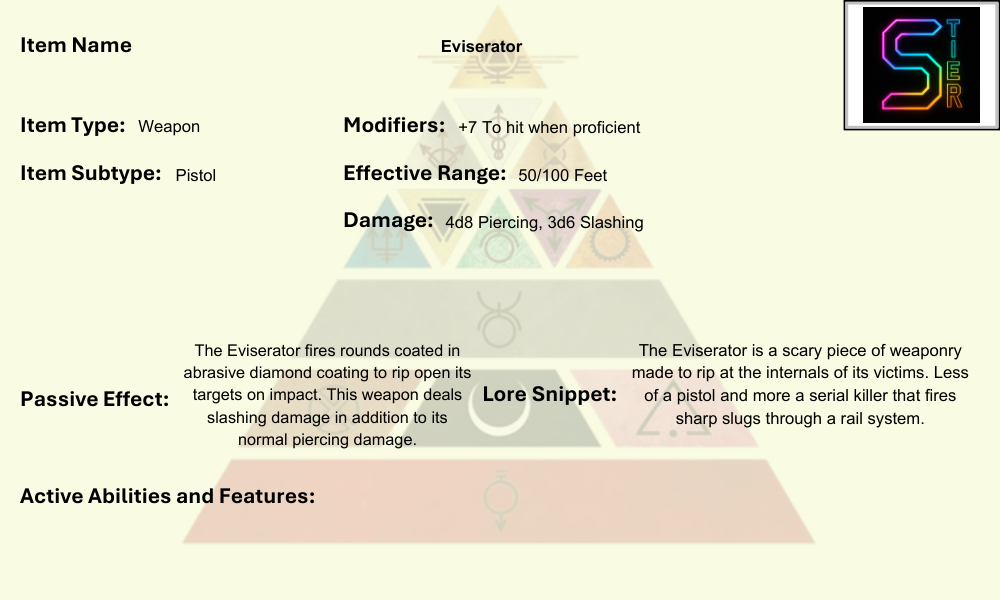 Item Name
Eviserator
S TIER
Item Type: Weapon
Modifiers: +7 To hit when proficient
Item Subtype: Pistol
Effective Range: 50/100 Feet
Damage: 4d8 Piercing, 3d6 Slashing
Passive Effect:
The Eviserator fires rounds coated in
abrasive diamond coating to rip open its
targets on impact. This weapon deals
slashing damage in addition to its
normal piercing damage.
Lore Snippet:
The Eviserator is a scary piece of weaponry
made to rip at the internals of its victims. Less
of a pistol and more a serial killer that fires
sharp slugs through a rail system.
Active Abilities and Features: